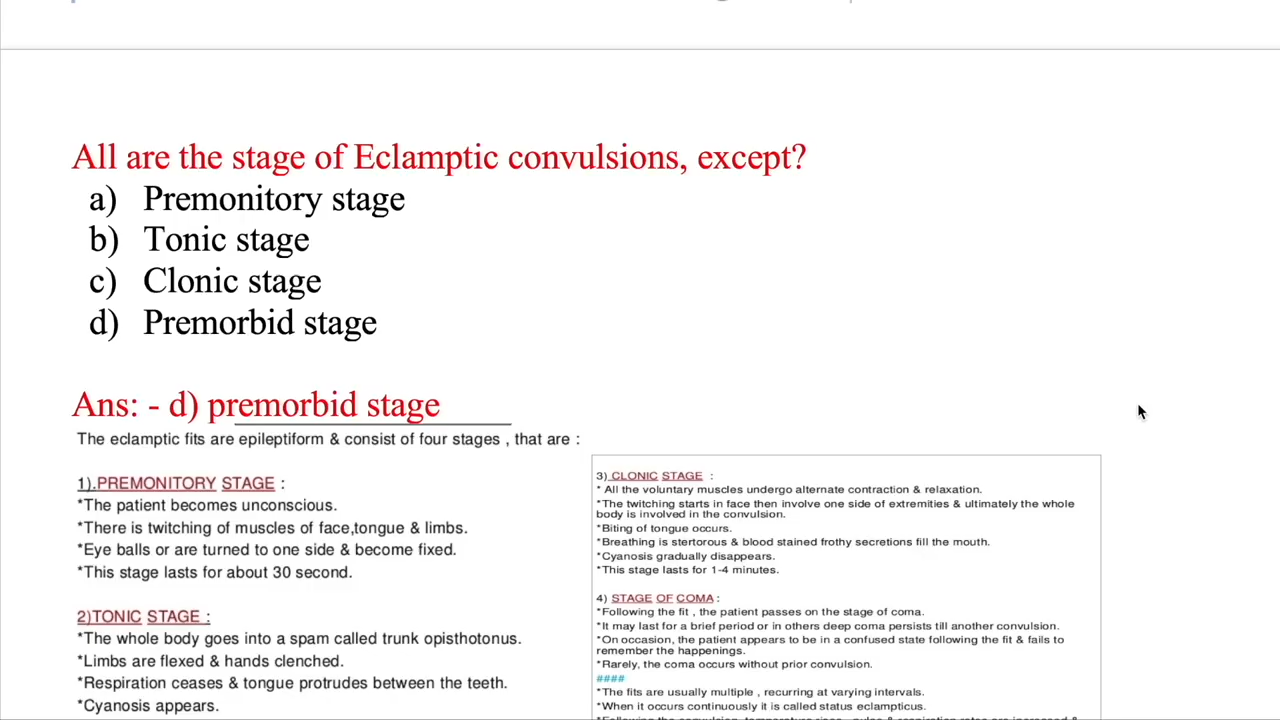 All are the stage of Eclamptic convulsions, except?
a) Premonitory stage
b) Tonic stage
c) Clonic stage
d) Premorbid stage
Ans: - d) premorbid stage
The eclamptic fits are epileptiform & consist of four stages , that are :
1).PREMONITORY STAGE :
*The patient becomes unconscious.
*There is twitching of muscles of face,tongue & limbs.
*Eye balls or are turned to one side & become fixed.
*This stage lasts for about 30 second.
2)TONIC STAGE :
*The whole body goes into a spam called trunk opisthotonus.
*Limbs are flexed & hands clenched.
*Respiration ceases & tongue protrudes between the teeth.
*Cyanosis appears.
3) CLONIC STAGE :
* All the voluntary muscles undergo alternate contraction & relaxation.
*The twitching starts in face then involve one side of extremities & ultimately the whole
body is involved in the convulsion.
*Biting of tongue occurs.
*Breathing is stertorous & blood stained frothy secretions fill the mouth.
*Cyanosis gradually disappears.
*This stage lasts for 1-4 minutes.
4) STAGE OF COMA :
*Following the fit , the patient passes on the stage of coma.
*It may last for a brief period or in others deep coma persists till another convulsion.
*On occasion, the patient appears to be in a confused state following the fit & fails to
remember the happenings.
*Rarely, the coma occurs without prior convulsion.
####
*The fits are usually multiple , recurring at varying intervals.
*When it occurs continuously it is called status eclampticus.